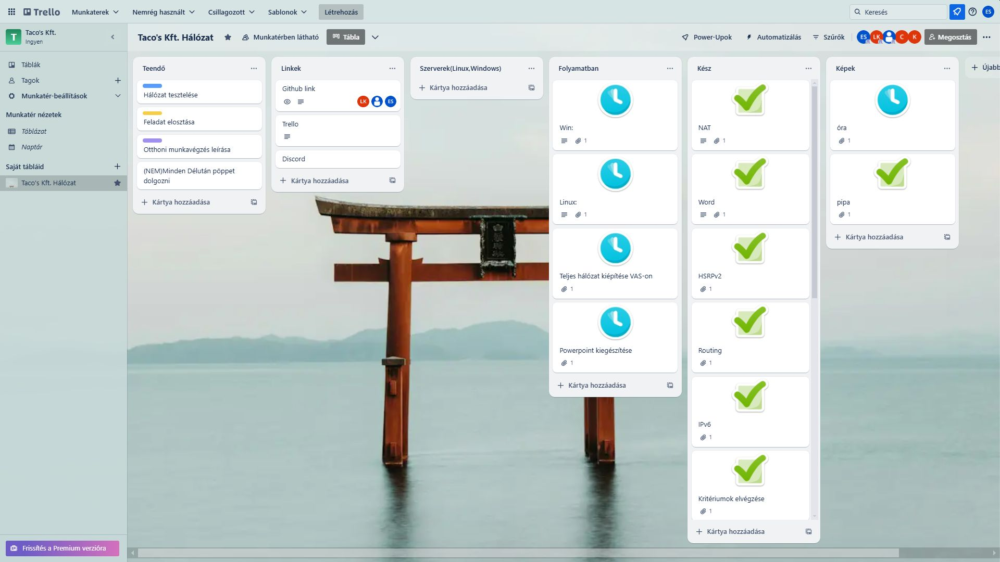 Trello
Munkaterek
Nemrég használt
Csillagozott
Sablonok
Létrehozás
Keresés
ES
T
Taco's Kft.
Ingyen
Taco's Kft. Hálózat
Munkatérben látható
Tábla
Power-Upok
Automatizálás
Szűrők
ES
LK
C
K
Megosztás
Táblák
Tagok
Munkatér-beállítások
Munkatér nézetek
Táblázat
Naptár
Saját tábláid
Taco's Kft. Hálózat
Frissítés a Premium verzióra
Teendő
Hálózat tesztelése
Feladat elosztása
Otthoni munkavégzés leírása
(NEM)Minden Délután pöppet
dolgozni
Kártya hozzáadása
Linkek
Github link
LK
ES
Trello
Discord
Kártya hozzáadása
Szerverek(Linux,Windows)
Kártya hozzáadása
Folyamatban
Win:
1
Linux:
1
Teljes hálózat kiépítése VAS-on
1
Powerpoint kiegészítése
1
Kártya hozzáadása
Kész
NAT
1
Word
1
HSRPv2
1
Routing
1
IPv6
1
Kritériumok elvégzése
1
Kártya hozzáadása
Képek
óra
1
pipa
1
Kártya hozzáadása
Újabb